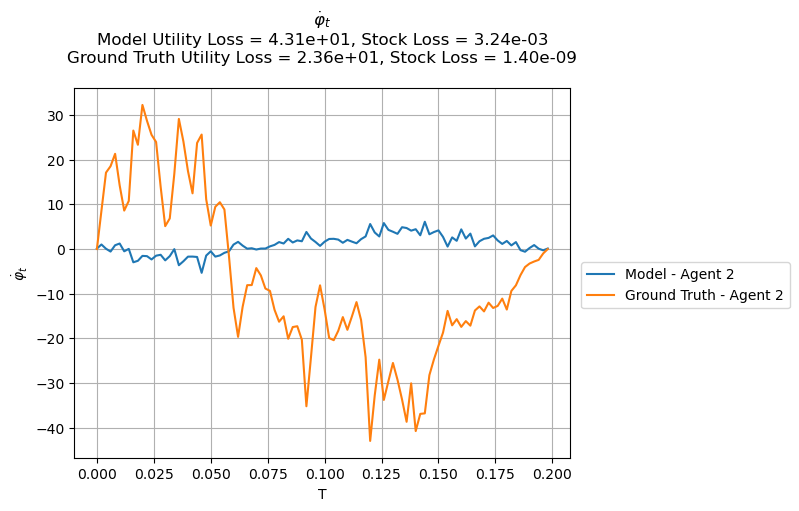 φ̇ₜ
Model Utility Loss = 4.31e+01, Stock Loss = 3.24e-03
Ground Truth Utility Loss = 2.36e+01, Stock Loss = 1.40e-09
30
20
10
0
−10
−20
−30
−40
φ̇ₜ
0.000
0.025
0.050
0.075
0.100
0.125
0.150
0.175
0.200
T
Model - Agent 2
Ground Truth - Agent 2